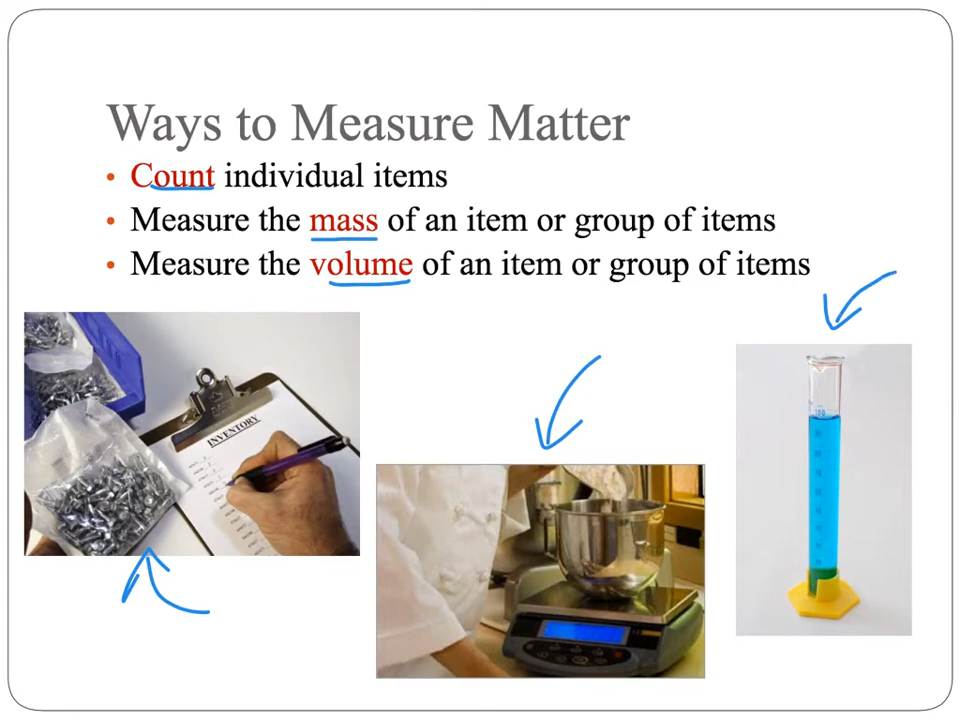 Ways to Measure Matter
• Count individual items
• Measure the mass of an item or group of items
• Measure the volume of an item or group of items
INVENTORY
100